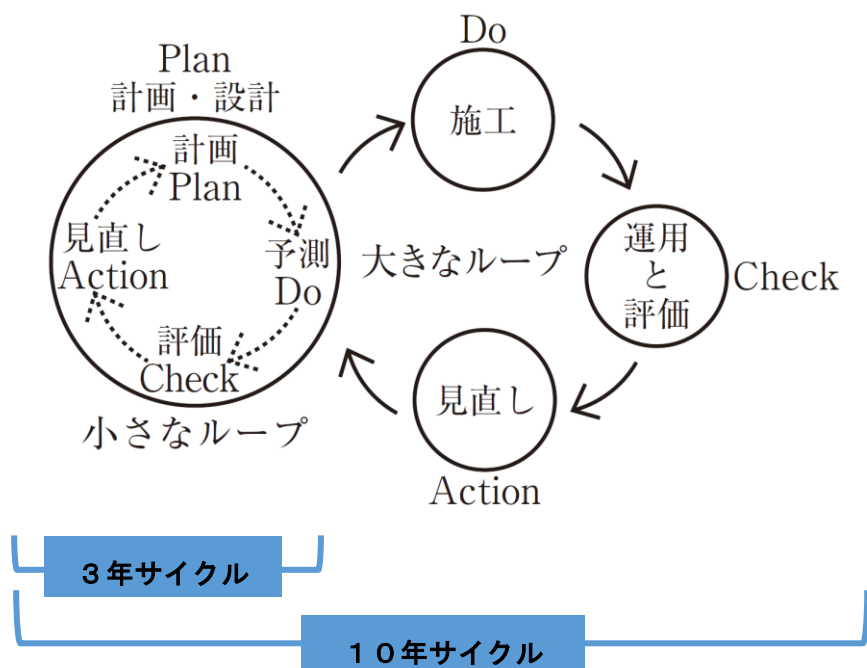 Plan
計画・設計
計画
Plan
予測
Do
評価
Check
見直し
Action
小さなループ
Do
施工
大きなループ
運用
と
評価
Check
見直し
Action
３年サイクル
１０年サイクル